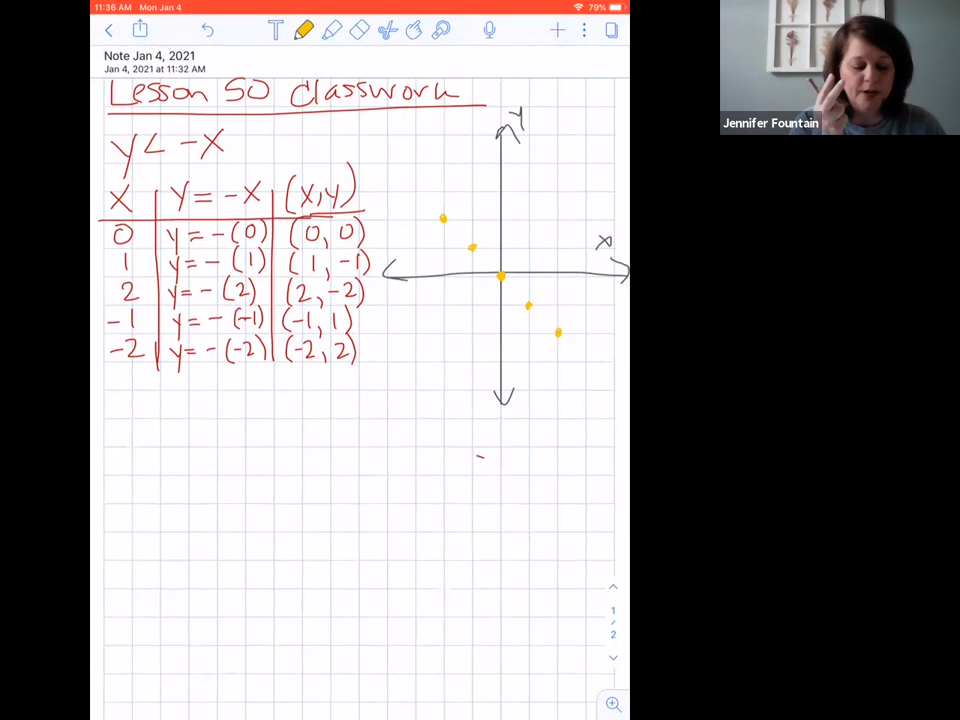 11:36 AM Mon Jan 4
79%
T
Note Jan 4, 2021
Jan 4, 2021 at 11:32 AM
Lesson 50 classwork
y < -x
x y = -x (x,y)
0 y = -(0) (0, 0)
1 y = -(1) (1, -1)
2 y = -(2) (2, -2)
-1 y = -(-1) (-1, 1)
-2 y = -(-2) (-2, 2)
y
x
1
/
2
Jennifer Fountain